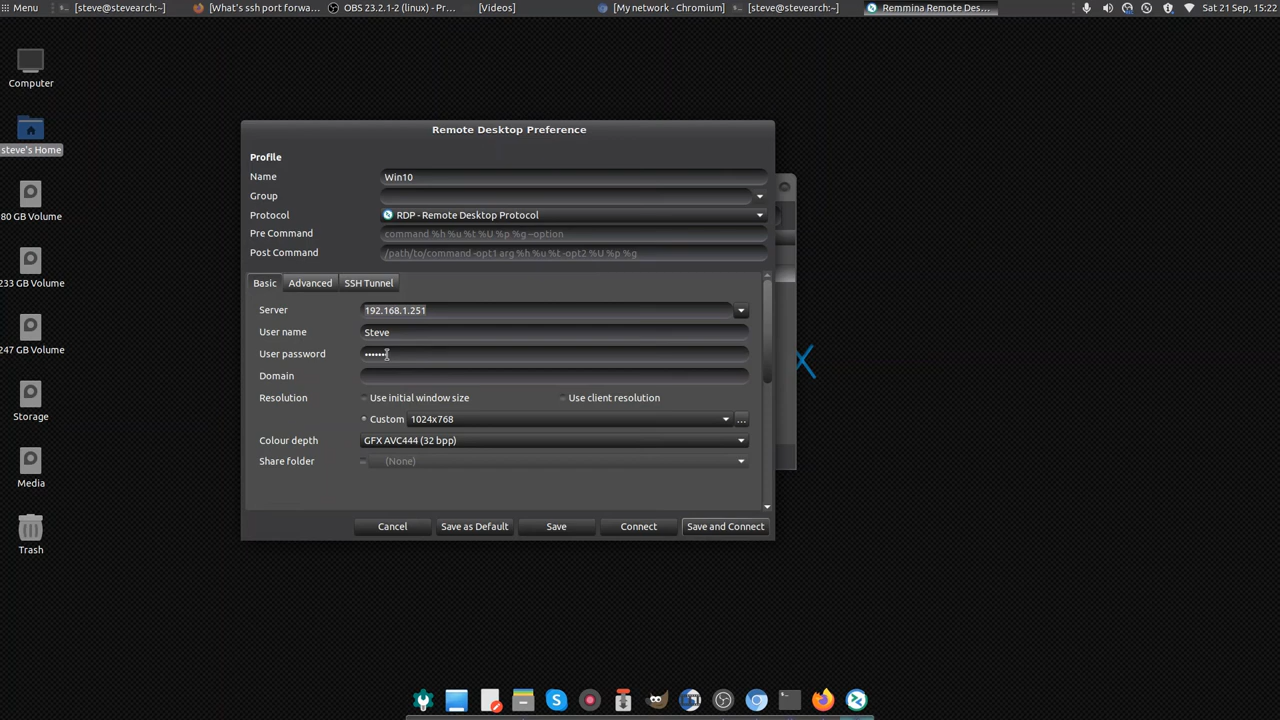 Menu [steve@stevearch:~] [What's ssh port forwa... OBS 23.2.1-2 (linux) - Pr... [Videos] [My network - Chromium] [steve@stevearch:~] Remmina Remote Des... Sat 21 Sep, 15:22
Computer
steve's Home
80 GB Volume
233 GB Volume
247 GB Volume
Storage
Media
Trash
Remote Desktop Preference
Profile
Name Win10
Group
Protocol RDP - Remote Desktop Protocol
Pre Command command %h %u %t %U %p %g --option
Post Command /path/to/command -opt1 arg %h %u %t -opt2 %U %p %g
Basic Advanced SSH Tunnel
Server 192.168.1.251
User name Steve
User password ••••••
Domain
Resolution Use initial window size Use client resolution
Custom 1024x768 ...
Colour depth GFX AVC444 (32 bpp)
Share folder (None)
Cancel Save as Default Save Connect Save and Connect
X